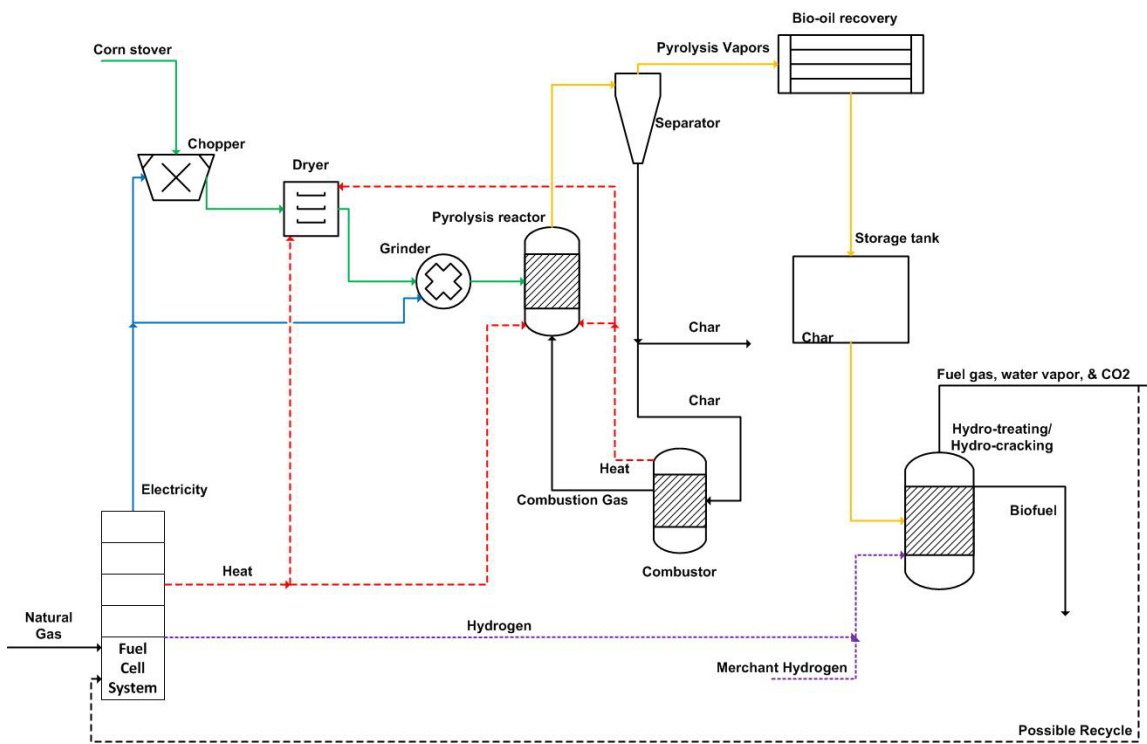 Bio-oil recovery
Corn stover
Pyrolysis Vapors
Separator
Chopper
Dryer
Pyrolysis reactor
Grinder
Storage tank
Char
Char
Fuel gas, water vapor, & CO2
Char
Hydro-treating/
Hydro-cracking
Heat
Electricity
Combustion Gas
Biofuel
Combustor
Heat
Natural
Gas
Hydrogen
Fuel
Cell
System
Merchant Hydrogen
Possible Recycle